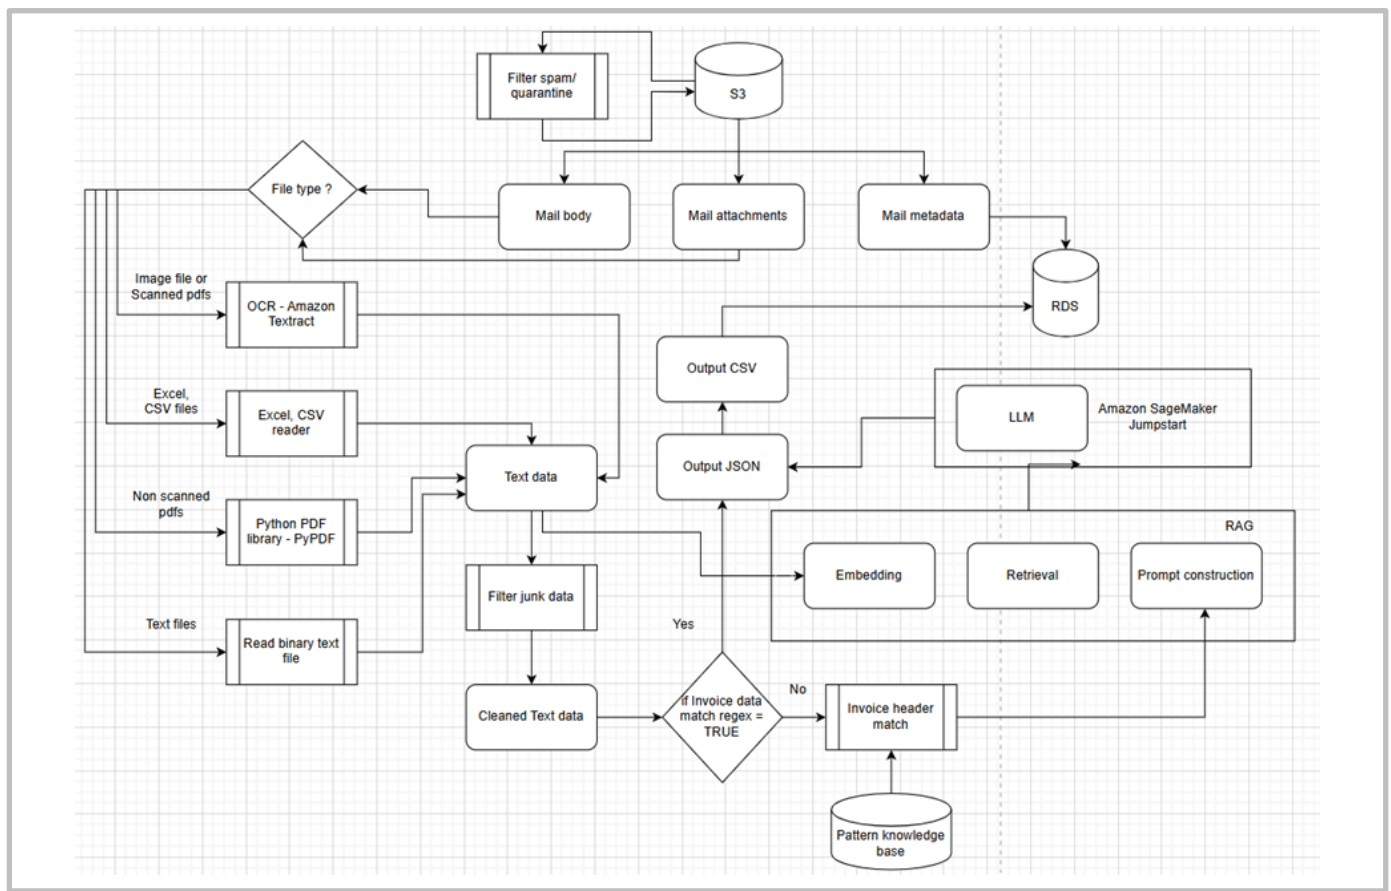 Filter spam/
quarantine
S3
File type ?
Mail body
Mail attachments
Mail metadata
Image file or
Scanned pdfs
OCR - Amazon
Textract
RDS
Output CSV
Excel,
CSV files
Excel, CSV
reader
LLM
Amazon SageMaker
Jumpstart
Text data
Output JSON
Non scanned
pdfs
Python PDF
library - PyPDF
RAG
Embedding
Retrieval
Prompt construction
Filter junk data
Text files
Read binary text
file
Yes
Cleaned Text data
if Invoice data
match regex =
TRUE
No
Invoice header
match
Pattern knowledge
base